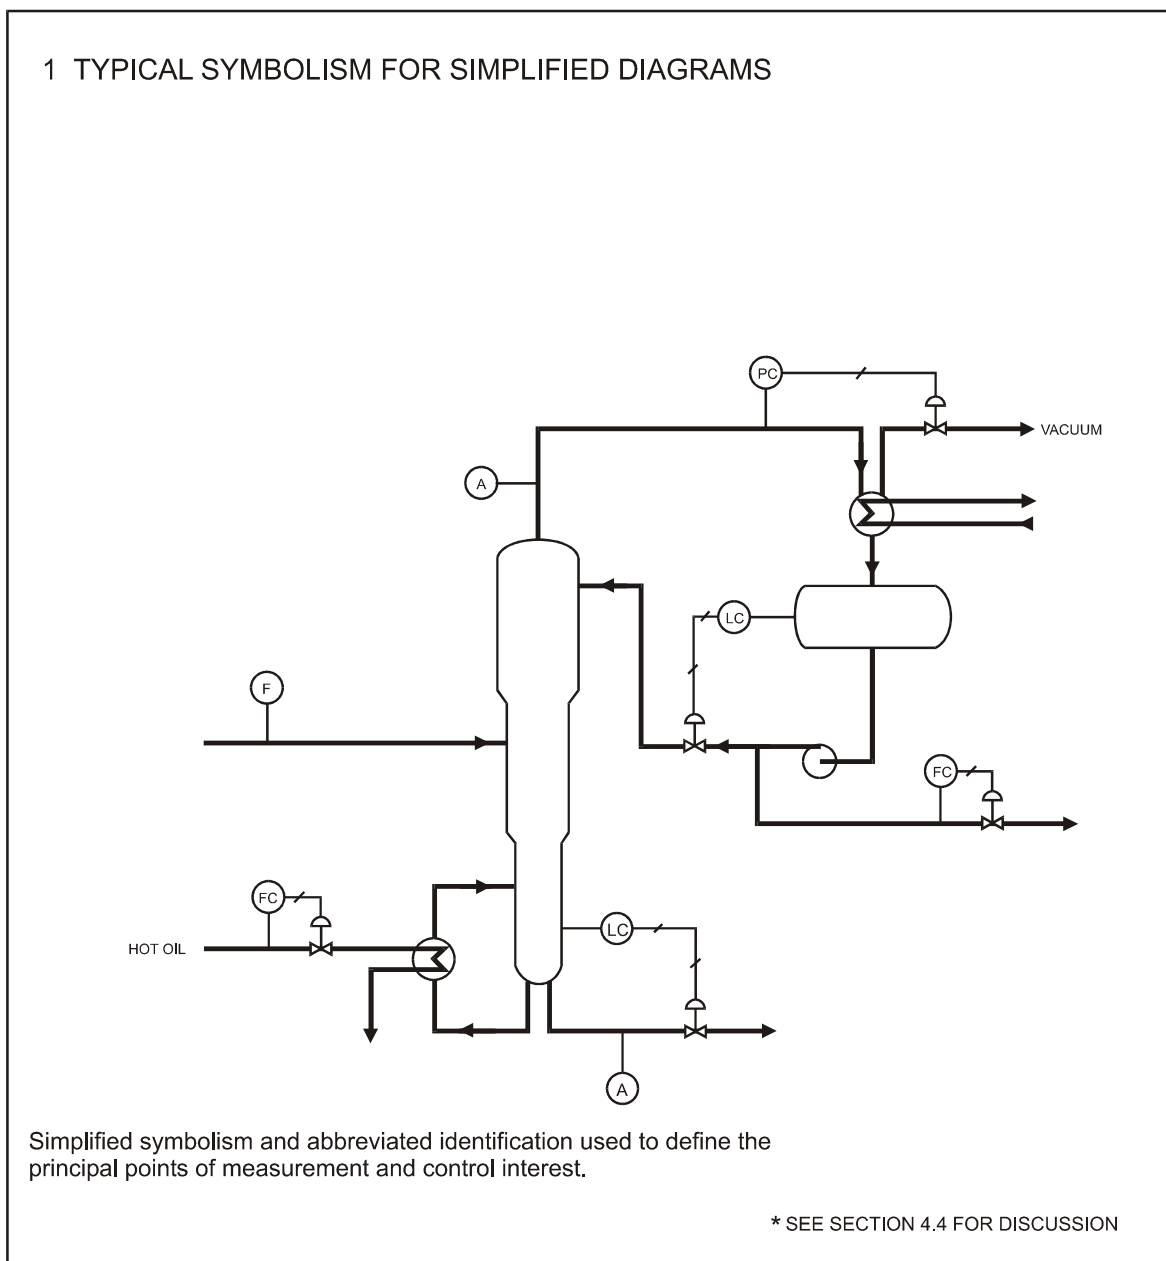 1 TYPICAL SYMBOLISM FOR SIMPLIFIED DIAGRAMS
PC
VACUUM
A
LC
F
FC
FC
LC
HOT OIL
A
Simplified symbolism and abbreviated identification used to define the
principal points of measurement and control interest.
* SEE SECTION 4.4 FOR DISCUSSION